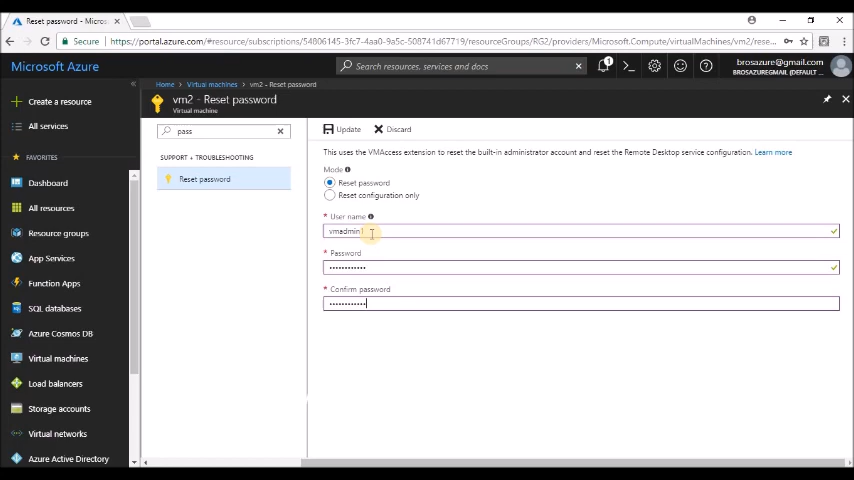 Reset password - Micros
Secure
https://portal.azure.com/#resource/subscriptions/54806145-3fc7-4aa0-9a5c-508741d67719/resourceGroups/RG2/providers/Microsoft.Compute/virtualMachines/vm2/rese...
Microsoft Azure
Search resources, services and docs
1
brosazure@gmail.com
BROSAZUREGMAIL (DEFAULT ...
Home
Virtual machines
vm2 - Reset password
vm2 - Reset password
Virtual machine
Create a resource
All services
FAVORITES
Dashboard
All resources
Resource groups
App Services
Function Apps
SQL databases
Azure Cosmos DB
Virtual machines
Load balancers
Storage accounts
Virtual networks
Azure Active Directory
pass
SUPPORT + TROUBLESHOOTING
Reset password
Update
Discard
This uses the VMAccess extension to reset the built-in administrator account and reset the Remote Desktop service configuration. Learn more
Mode
Reset password
Reset configuration only
* User name
vmadmin1
* Password
••••••••••••
* Confirm password
••••••••••••